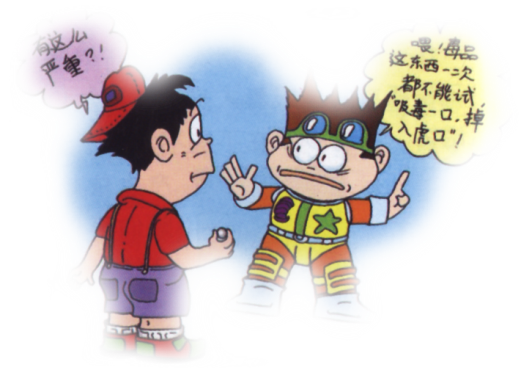 有这么
严重?!
喂!毒品
这东西一次
都不能试,
"吸毒一口,掉
入虎口"!